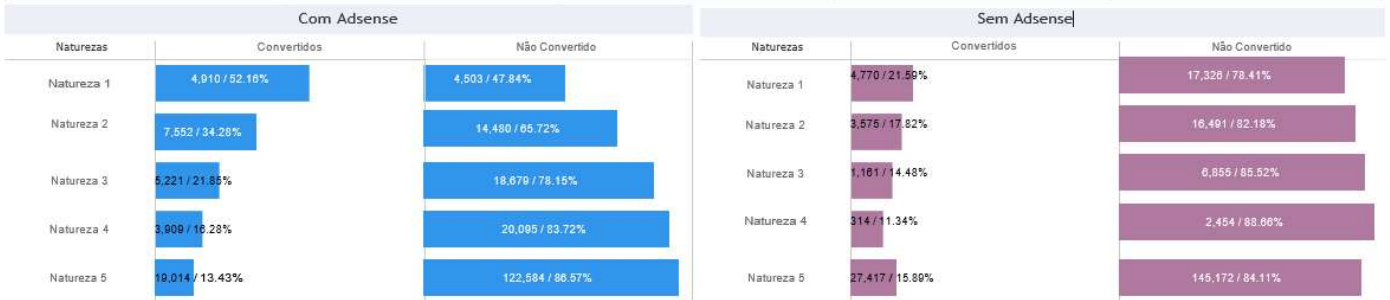 Com Adsense
Naturezas Convertidos Não Convertido
Natureza 1 4,910 / 52.16% 4,503 / 47.84%
Natureza 2 7,552 / 34.28% 14,480 / 65.72%
Natureza 3 5,221 / 21.85% 18,679 / 78.15%
Natureza 4 3,909 / 16.28% 20,095 / 83.72%
Natureza 5 19,014 / 13.43% 122,584 / 86.57%
Sem Adsense
Naturezas Convertidos Não Convertido
Natureza 1 4,770 / 21.59% 17,326 / 78.41%
Natureza 2 3,575 / 17.82% 16,491 / 82.18%
Natureza 3 1,161 / 14.48% 6,855 / 85.52%
Natureza 4 314 / 11.34% 2,454 / 88.66%
Natureza 5 27,417 / 15.89% 145,172 / 84.11%